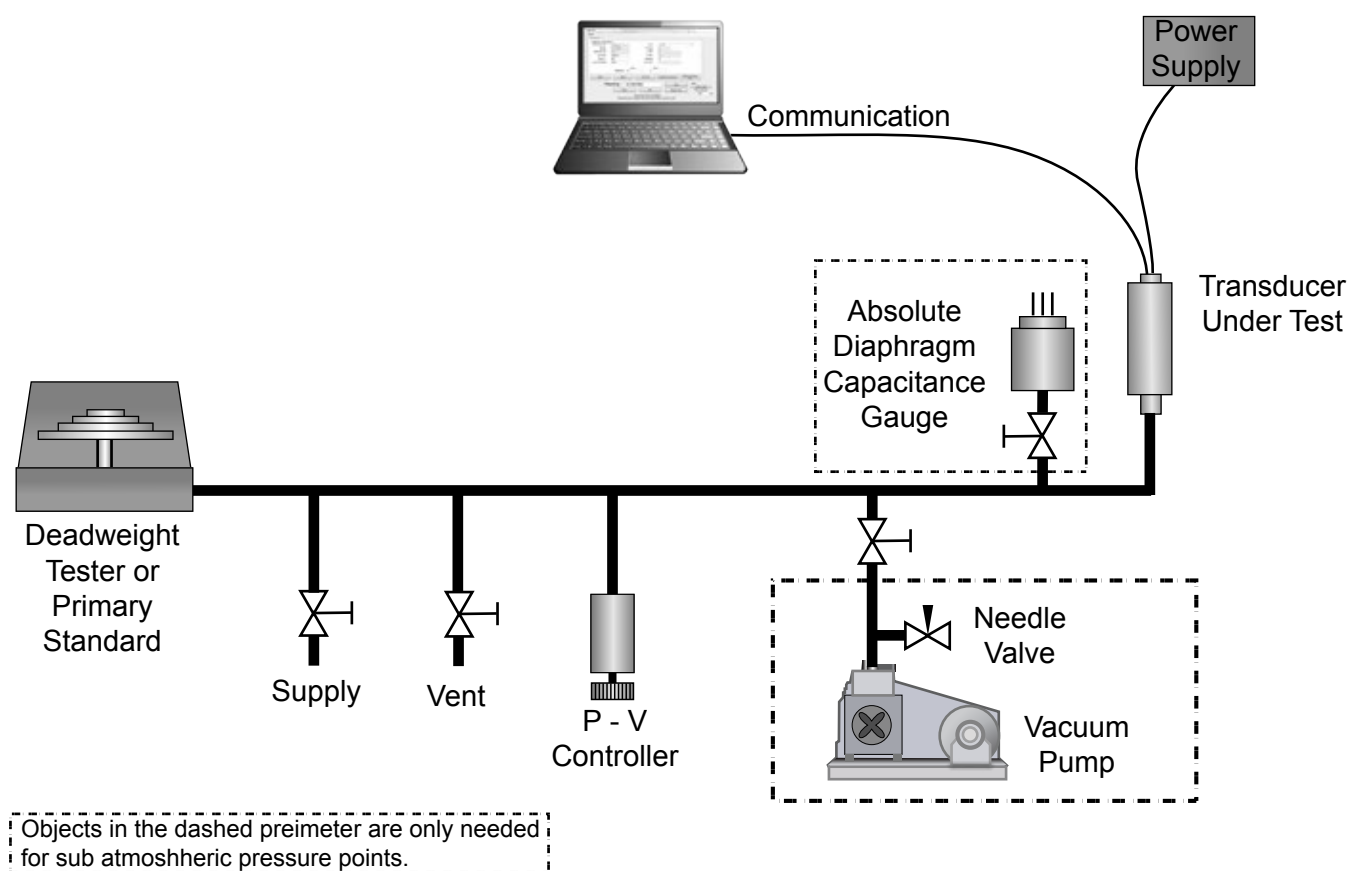 Power
Supply
Communication
Transducer
Under Test
Absolute
Diaphragm
Capacitance
Gauge
Deadweight
Tester or
Primary
Standard
Supply
Vent
P - V
Controller
Needle
Valve
Vacuum
Pump
Objects in the dashed preimeter are only needed
for sub atmoshheric pressure points.